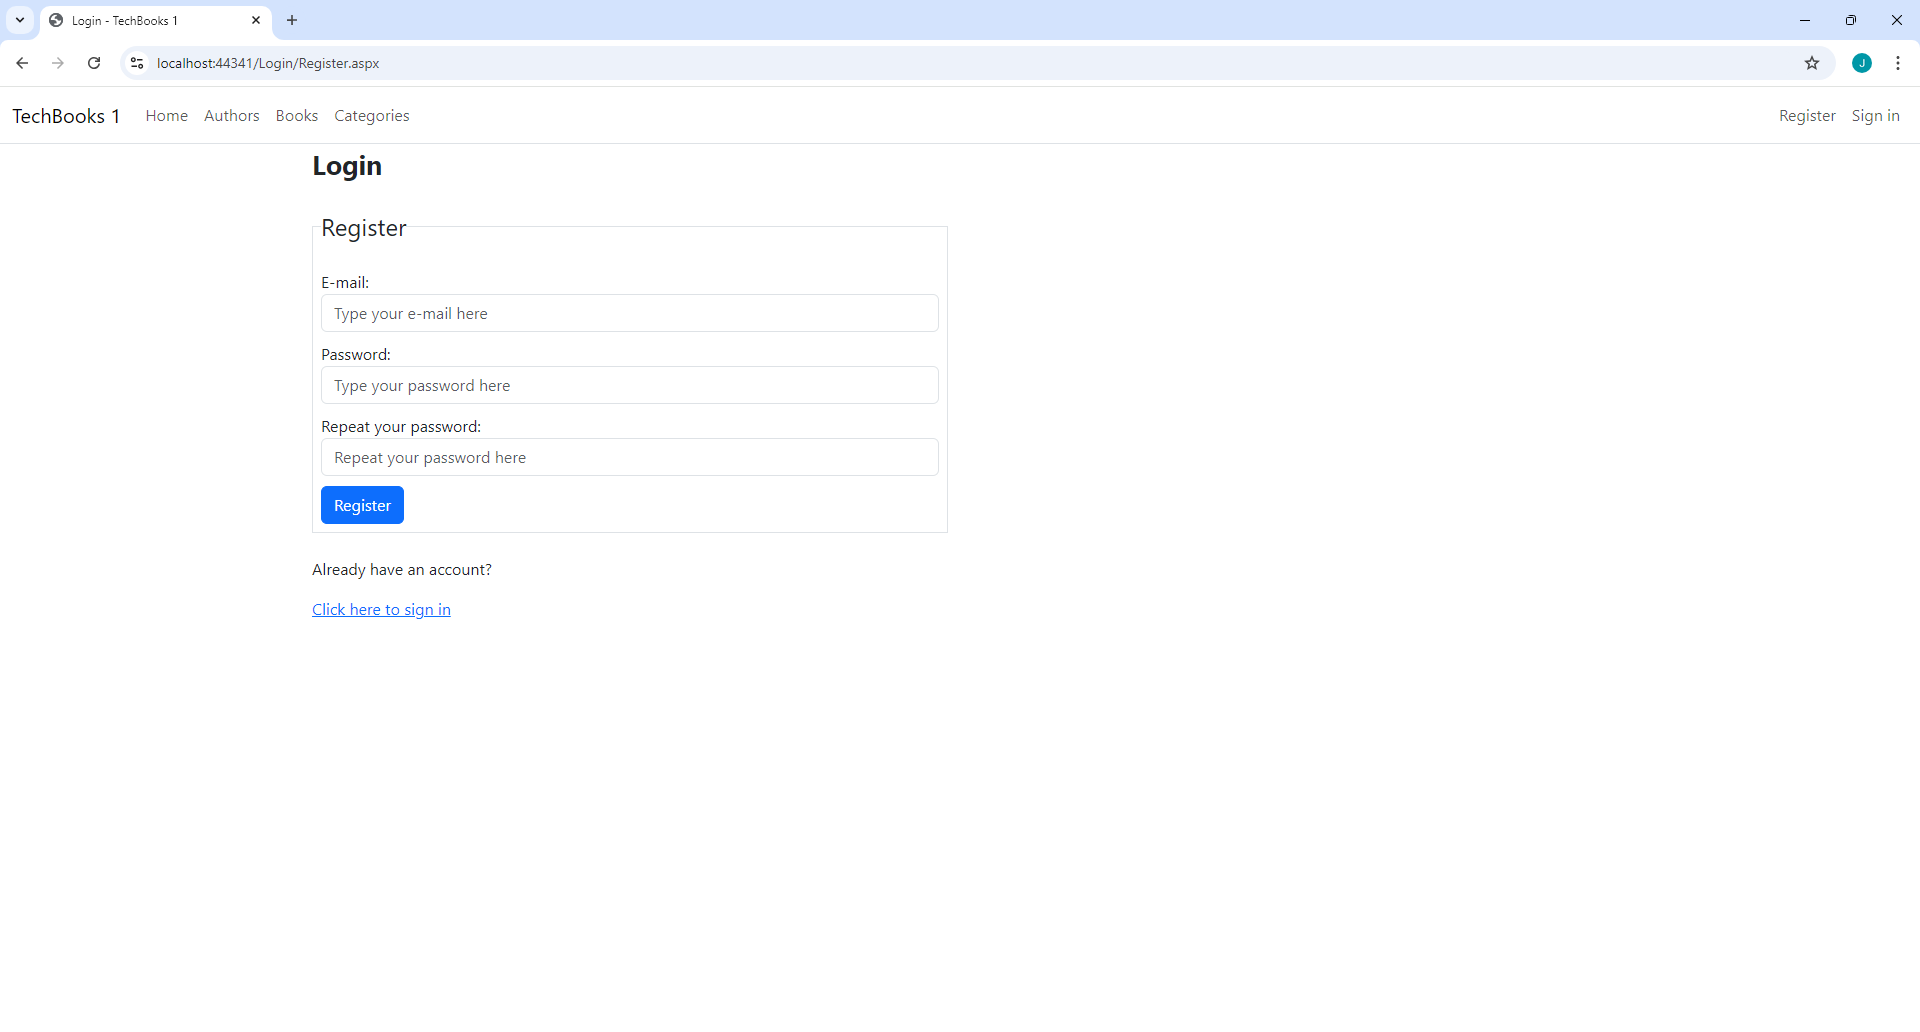 Login - TechBooks 1
localhost:44341/Login/Register.aspx
J
TechBooks 1 Home Authors Books Categories Register Sign in
Login
Register
E-mail:
Type your e-mail here
Password:
Type your password here
Repeat your password:
Repeat your password here
Register
Already have an account?
Click here to sign in